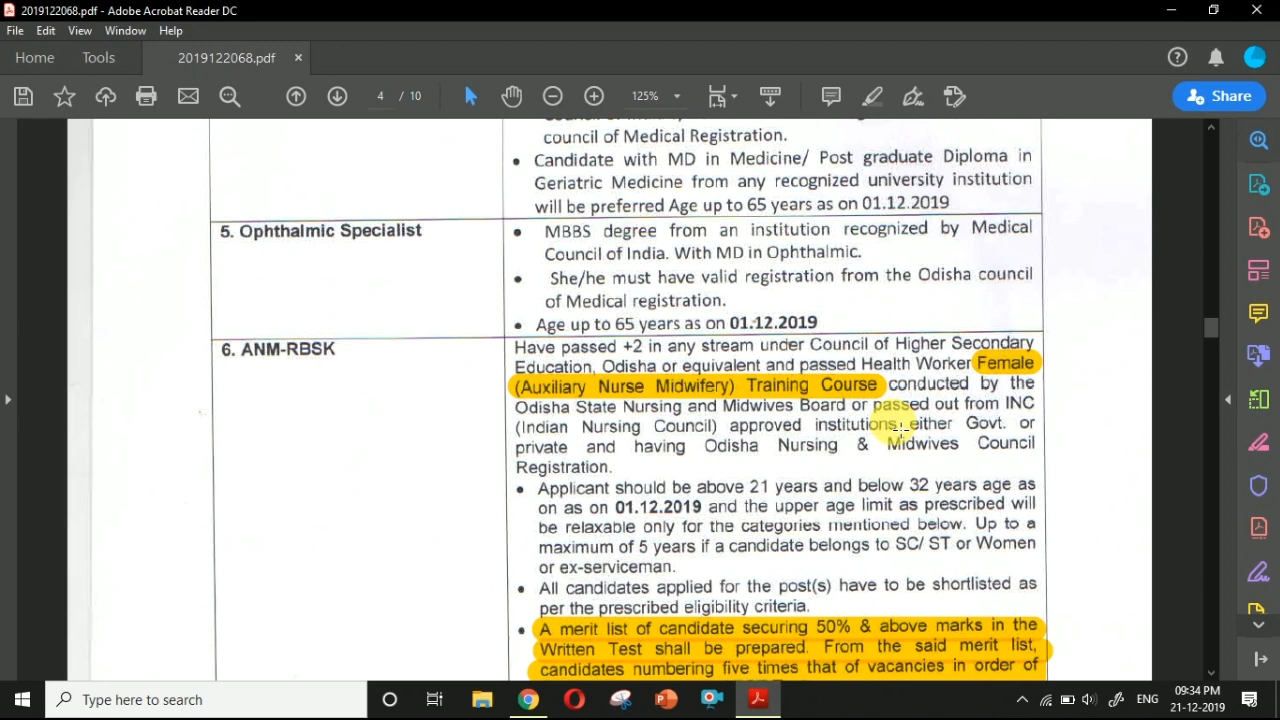 2019122068.pdf - Adobe Acrobat Reader DC
File Edit View Window Help
Home Tools 2019122068.pdf ×
4 / 10 125% Share
council of Medical Registration.
• Candidate with MD in Medicine/ Post graduate Diploma in
Geriatric Medicine from any recognized university institution
will be preferred Age up to 65 years as on 01.12.2019
5. Ophthalmic Specialist
• MBBS degree from an institution recognized by Medical
Council of India. With MD in Ophthalmic.
• She/he must have valid registration from the Odisha council
of Medical registration.
• Age up to 65 years as on 01.12.2019
6. ANM-RBSK
Have passed +2 in any stream under Council of Higher Secondary
Education, Odisha or equivalent and passed Health Worker Female
(Auxiliary Nurse Midwifery) Training Course conducted by the
Odisha State Nursing and Midwives Board or passed out from INC
(Indian Nursing Council) approved institutions either Govt. or
private and having Odisha Nursing & Midwives Council
Registration.
• Applicant should be above 21 years and below 32 years age as
on as on 01.12.2019 and the upper age limit as prescribed will
be relaxable only for the categories mentioned below. Up to a
maximum of 5 years if a candidate belongs to SC/ ST or Women
or ex-serviceman.
• All candidates applied for the post(s) have to be shortlisted as
per the prescribed eligibility criteria.
• A merit list of candidate securing 50% & above marks in the
Written Test shall be prepared. From the said merit list,
candidates numbering five times that of vacancies in order of
Type here to search
ENG
09:34 PM
21-12-2019